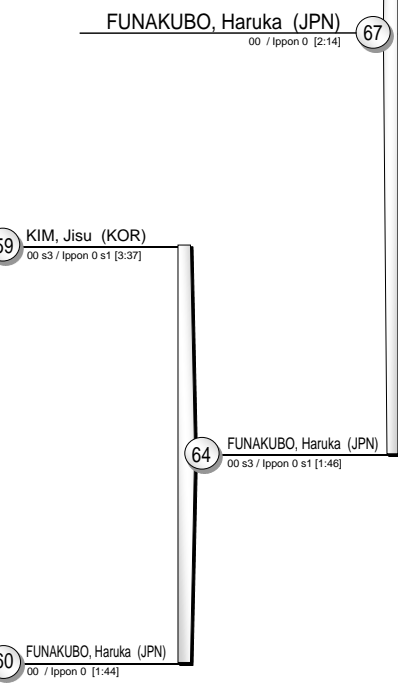 FUNAKUBO, Haruka (JPN)
00 / Ippon 0 [2:14]
67
59 KIM, Jisu (KOR)
00 s3 / Ippon 0 s1 [3:37]
64 FUNAKUBO, Haruka (JPN)
00 s3 / Ippon 0 s1 [1:46]
60 FUNAKUBO, Haruka (JPN)
00 / Ippon 0 [1:44]